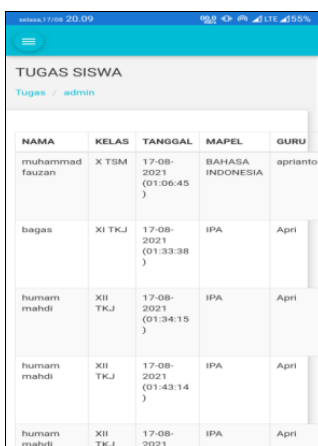 selasa,17/08 20.09 LTE 55%
TUGAS SISWA
Tugas / admin
NAMA KELAS TANGGAL MAPEL GURU
muhammad X TSM 17-08- BAHASA aprianto
fauzan 2021 INDONESIA
(01:06:45
)
bagas XI TKJ 17-08- IPA Apri
2021
(01:33:38
)
humam XII 17-08- IPA Apri
mahdi TKJ 2021
(01:34:15
)
humam XII 17-08- IPA Apri
mahdi TKJ 2021
(01:43:14
)
humam XII 17-08- IPA Apri
mahdi TKJ 2021